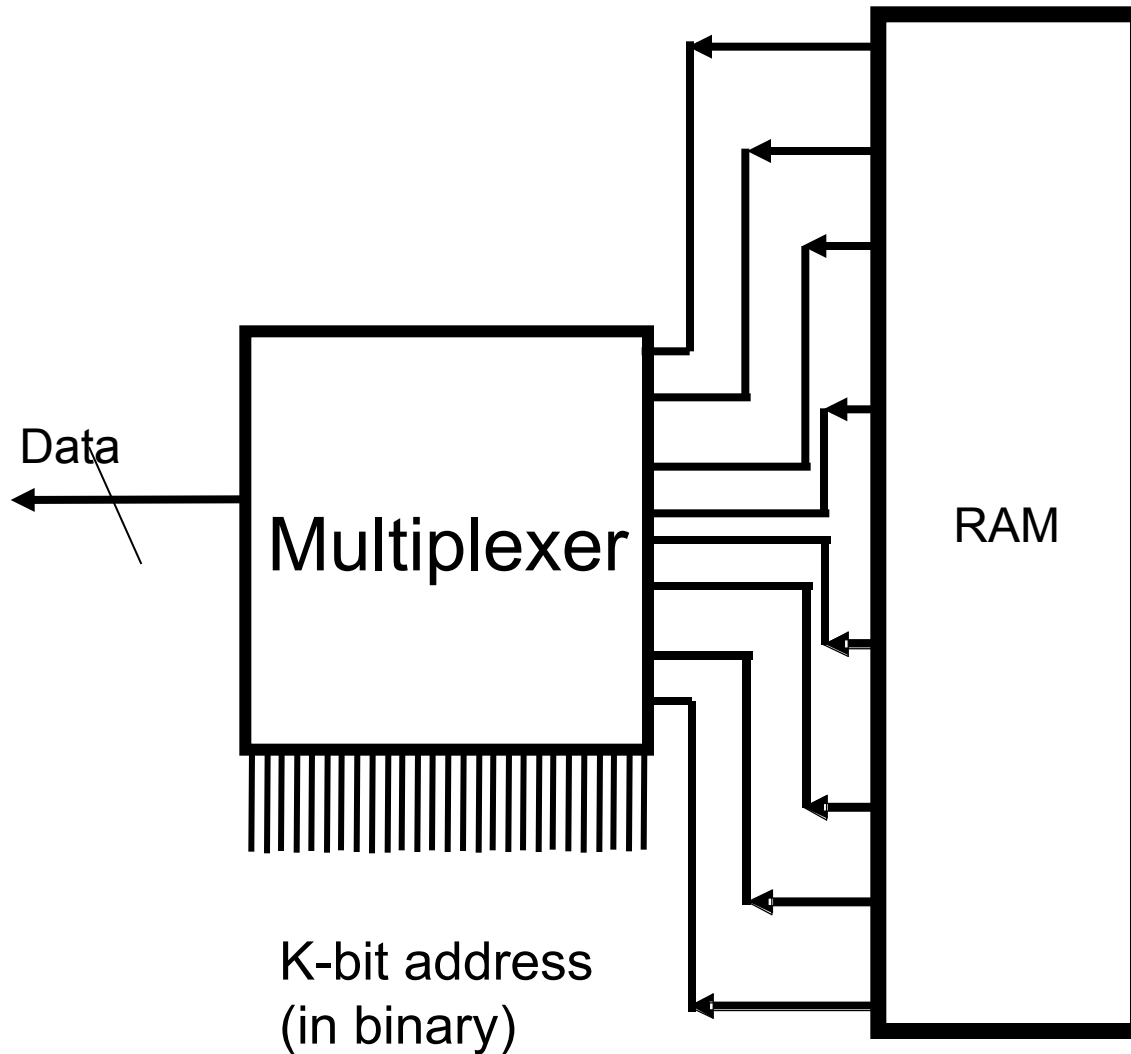 Data
Multiplexer
RAM
K-bit address
(in binary)